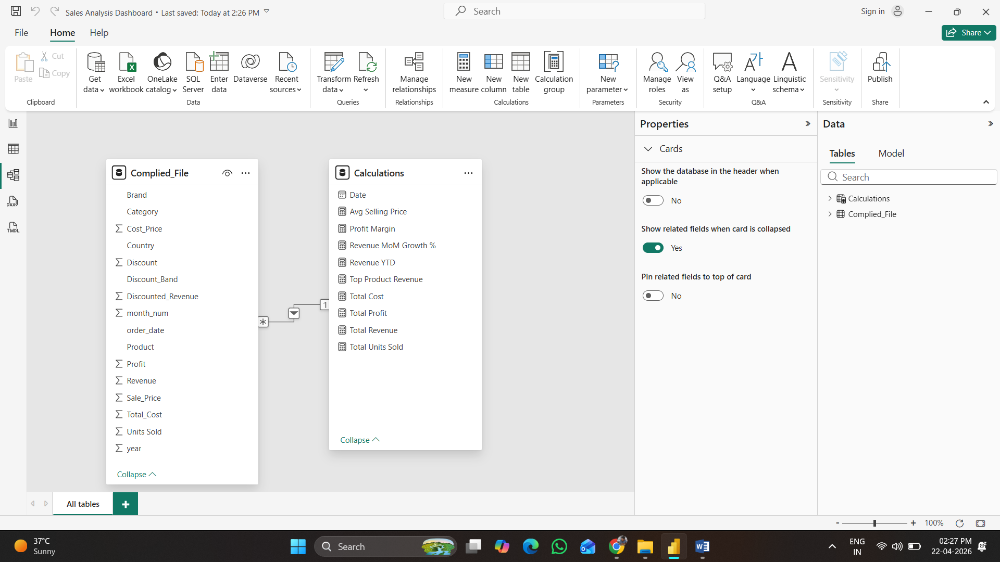 Sales Analysis Dashboard • Last saved: Today at 2:26 PM
Search
Sign in
File
Home
Help
Share
Paste
Cut
Copy
Clipboard
Get data
Excel workbook
OneLake catalog
SQL Server
Enter data
Dataverse
Recent sources
Data
Transform data
Refresh
Queries
Manage relationships
Relationships
New measure
New column
New table
Calculation group
Calculations
New parameter
Parameters
Manage roles
View as
Security
Q&A setup
Language
Linguistic schema
Q&A
Sensitivity
Sensitivity
Publish
Share
DAX
TMDL
Complied_File
Brand
Category
Cost_Price
Country
Discount
Discount_Band
Discounted_Revenue
month_num
order_date
Product
Profit
Revenue
Sale_Price
Total_Cost
Units Sold
year
Collapse
*
1
Calculations
Date
Avg Selling Price
Profit Margin
Revenue MoM Growth %
Revenue YTD
Top Product Revenue
Total Cost
Total Profit
Total Revenue
Total Units Sold
Collapse
Properties
Cards
Show the database in the header when
applicable
No
Show related fields when card is collapsed
Yes
Pin related fields to top of card
No
Data
Tables
Model
Search
Calculations
Complied_File
All tables
+
- + 100%
37°C
Sunny
Search
ENG
IN
02:27 PM
22-04-2026